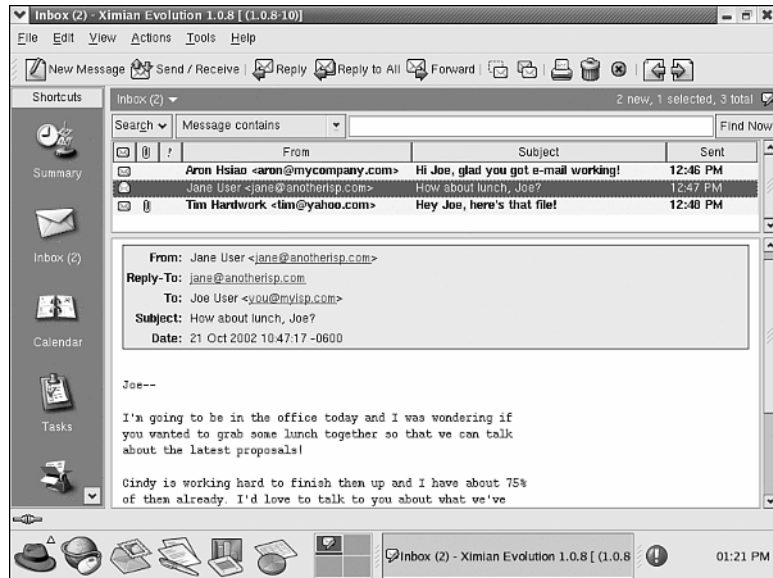 Inbox (2) - Ximian Evolution 1.0.8 [ (1.0.8-10)]
File Edit View Actions Tools Help
New Message Send / Receive Reply Reply to All Forward
Shortcuts
Inbox (2)
2 new, 1 selected, 3 total
Search Message contains Find Now
! From Subject Sent
Aron Hsiao <aron@mycompany.com> Hi Joe, glad you got e-mail working! 12:46 PM
Jane User <jane@anotherisp.com> How about lunch, Joe? 12:47 PM
Tim Hardwork <tim@yahoo.com> Hey Joe, here's that file! 12:48 PM
Summary
Inbox (2)
Calendar
Tasks
From: Jane User <jane@anotherisp.com>
Reply-To: jane@anotherisp.com
To: Joe User <you@myisp.com>
Subject: How about lunch, Joe?
Date: 21 Oct 2002 10:47:17 -0600
Joe--
I'm going to be in the office today and I was wondering if
you wanted to grab some lunch together so that we can talk
about the latest proposals!
Cindy is working hard to finish them up and I have about 75%
of them already. I'd love to talk to you about what we've
Inbox (2) - Ximian Evolution 1.0.8 [ (1.0.8
01:21 PM